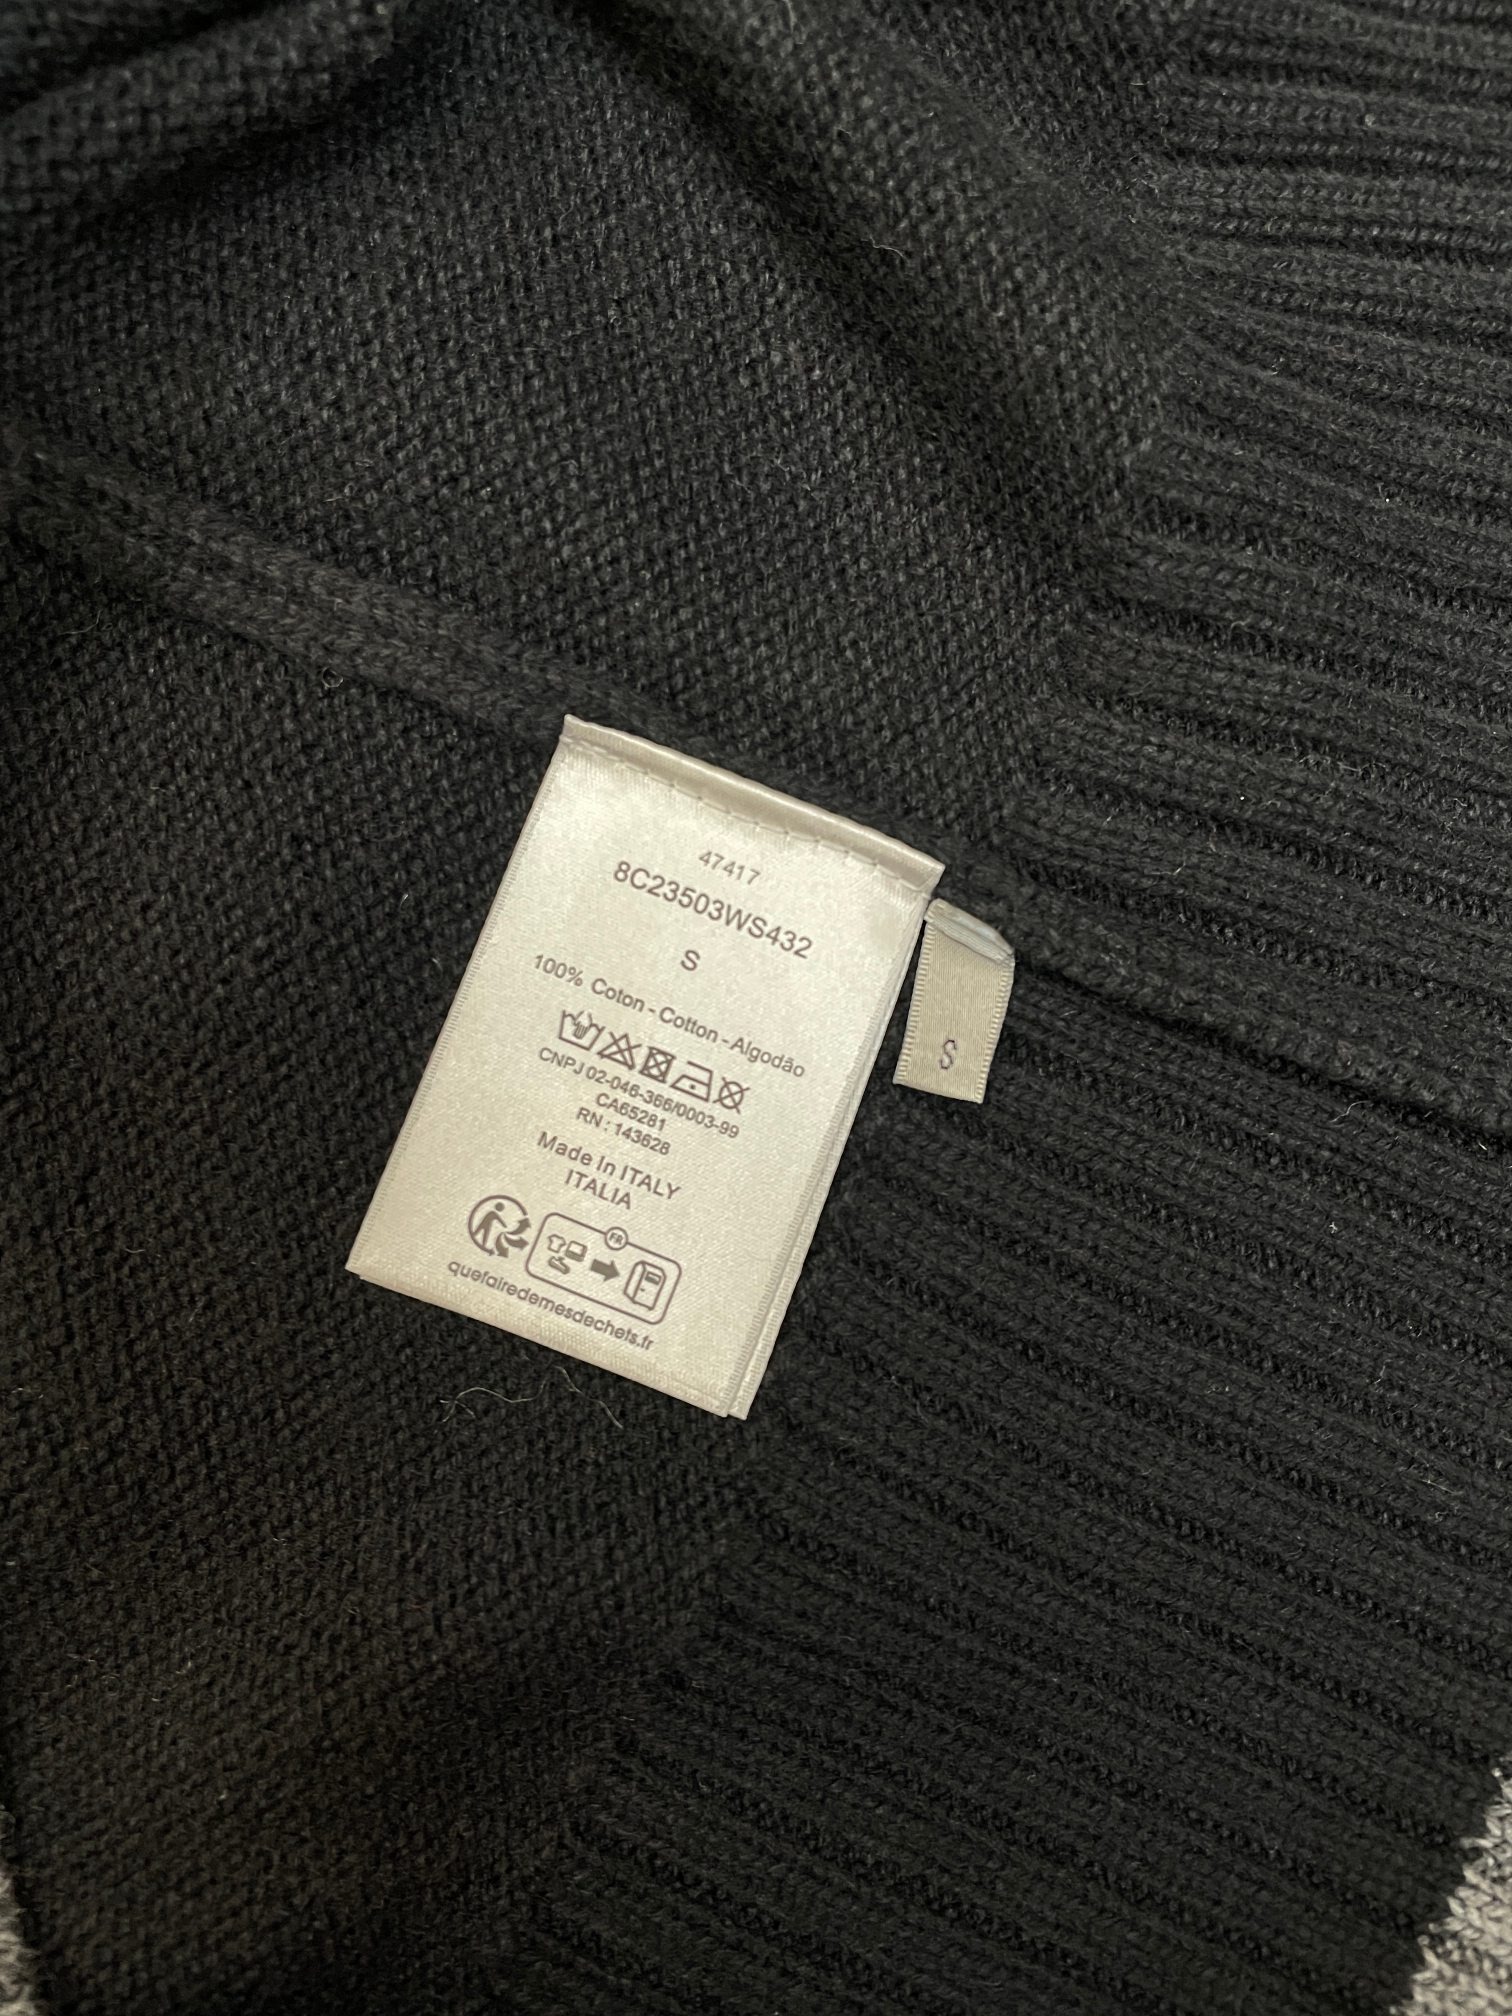 47417
8C23503WS432
S
100% Coton - Cotton - Algodão
CNPJ 02-046-366/0003-99
CA65281
RN : 143628
Made In ITALY
ITALIA
FR
quefairedemesdechets.fr
S